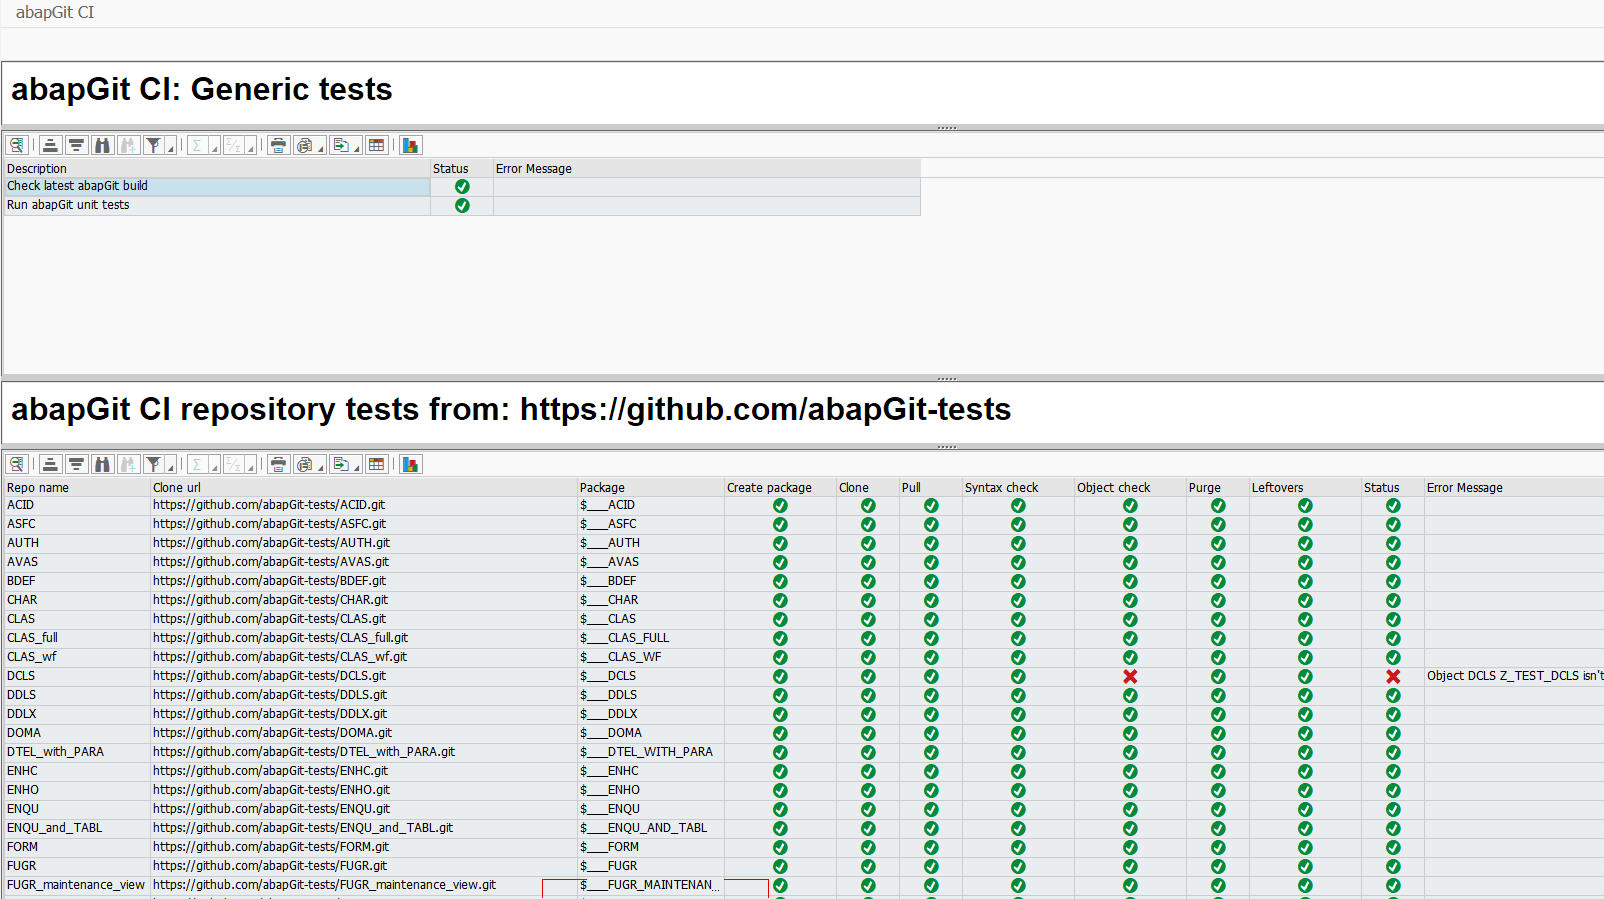 abapGit CI
abapGit CI: Generic tests
Description Status Error Message
Check latest abapGit build
Run abapGit unit tests
abapGit CI repository tests from: https://github.com/abapGit-tests
Repo name Clone url Package Create package Clone Pull Syntax check Object check Purge Leftovers Status Error Message
ACID https://github.com/abapGit-tests/ACID.git $___ACID
ASFC https://github.com/abapGit-tests/ASFC.git $___ASFC
AUTH https://github.com/abapGit-tests/AUTH.git $___AUTH
AVAS https://github.com/abapGit-tests/AVAS.git $___AVAS
BDEF https://github.com/abapGit-tests/BDEF.git $___BDEF
CHAR https://github.com/abapGit-tests/CHAR.git $___CHAR
CLAS https://github.com/abapGit-tests/CLAS.git $___CLAS
CLAS_full https://github.com/abapGit-tests/CLAS_full.git $___CLAS_FULL
CLAS_wf https://github.com/abapGit-tests/CLAS_wf.git $___CLAS_WF
DCLS https://github.com/abapGit-tests/DCLS.git $___DCLS Object DCLS Z_TEST_DCLS isn't
DDLS https://github.com/abapGit-tests/DDLS.git $___DDLS
DDLX https://github.com/abapGit-tests/DDLX.git $___DDLX
DOMA https://github.com/abapGit-tests/DOMA.git $___DOMA
DTEL_with_PARA https://github.com/abapGit-tests/DTEL_with_PARA.git $___DTEL_WITH_PARA
ENHC https://github.com/abapGit-tests/ENHC.git $___ENHC
ENHO https://github.com/abapGit-tests/ENHO.git $___ENHO
ENQU https://github.com/abapGit-tests/ENQU.git $___ENQU
ENQU_and_TABL https://github.com/abapGit-tests/ENQU_and_TABL.git $___ENQU_AND_TABL
FORM https://github.com/abapGit-tests/FORM.git $___FORM
FUGR https://github.com/abapGit-tests/FUGR.git $___FUGR
FUGR_maintenance_view https://github.com/abapGit-tests/FUGR_maintenance_view.git $___FUGR_MAINTENAN...